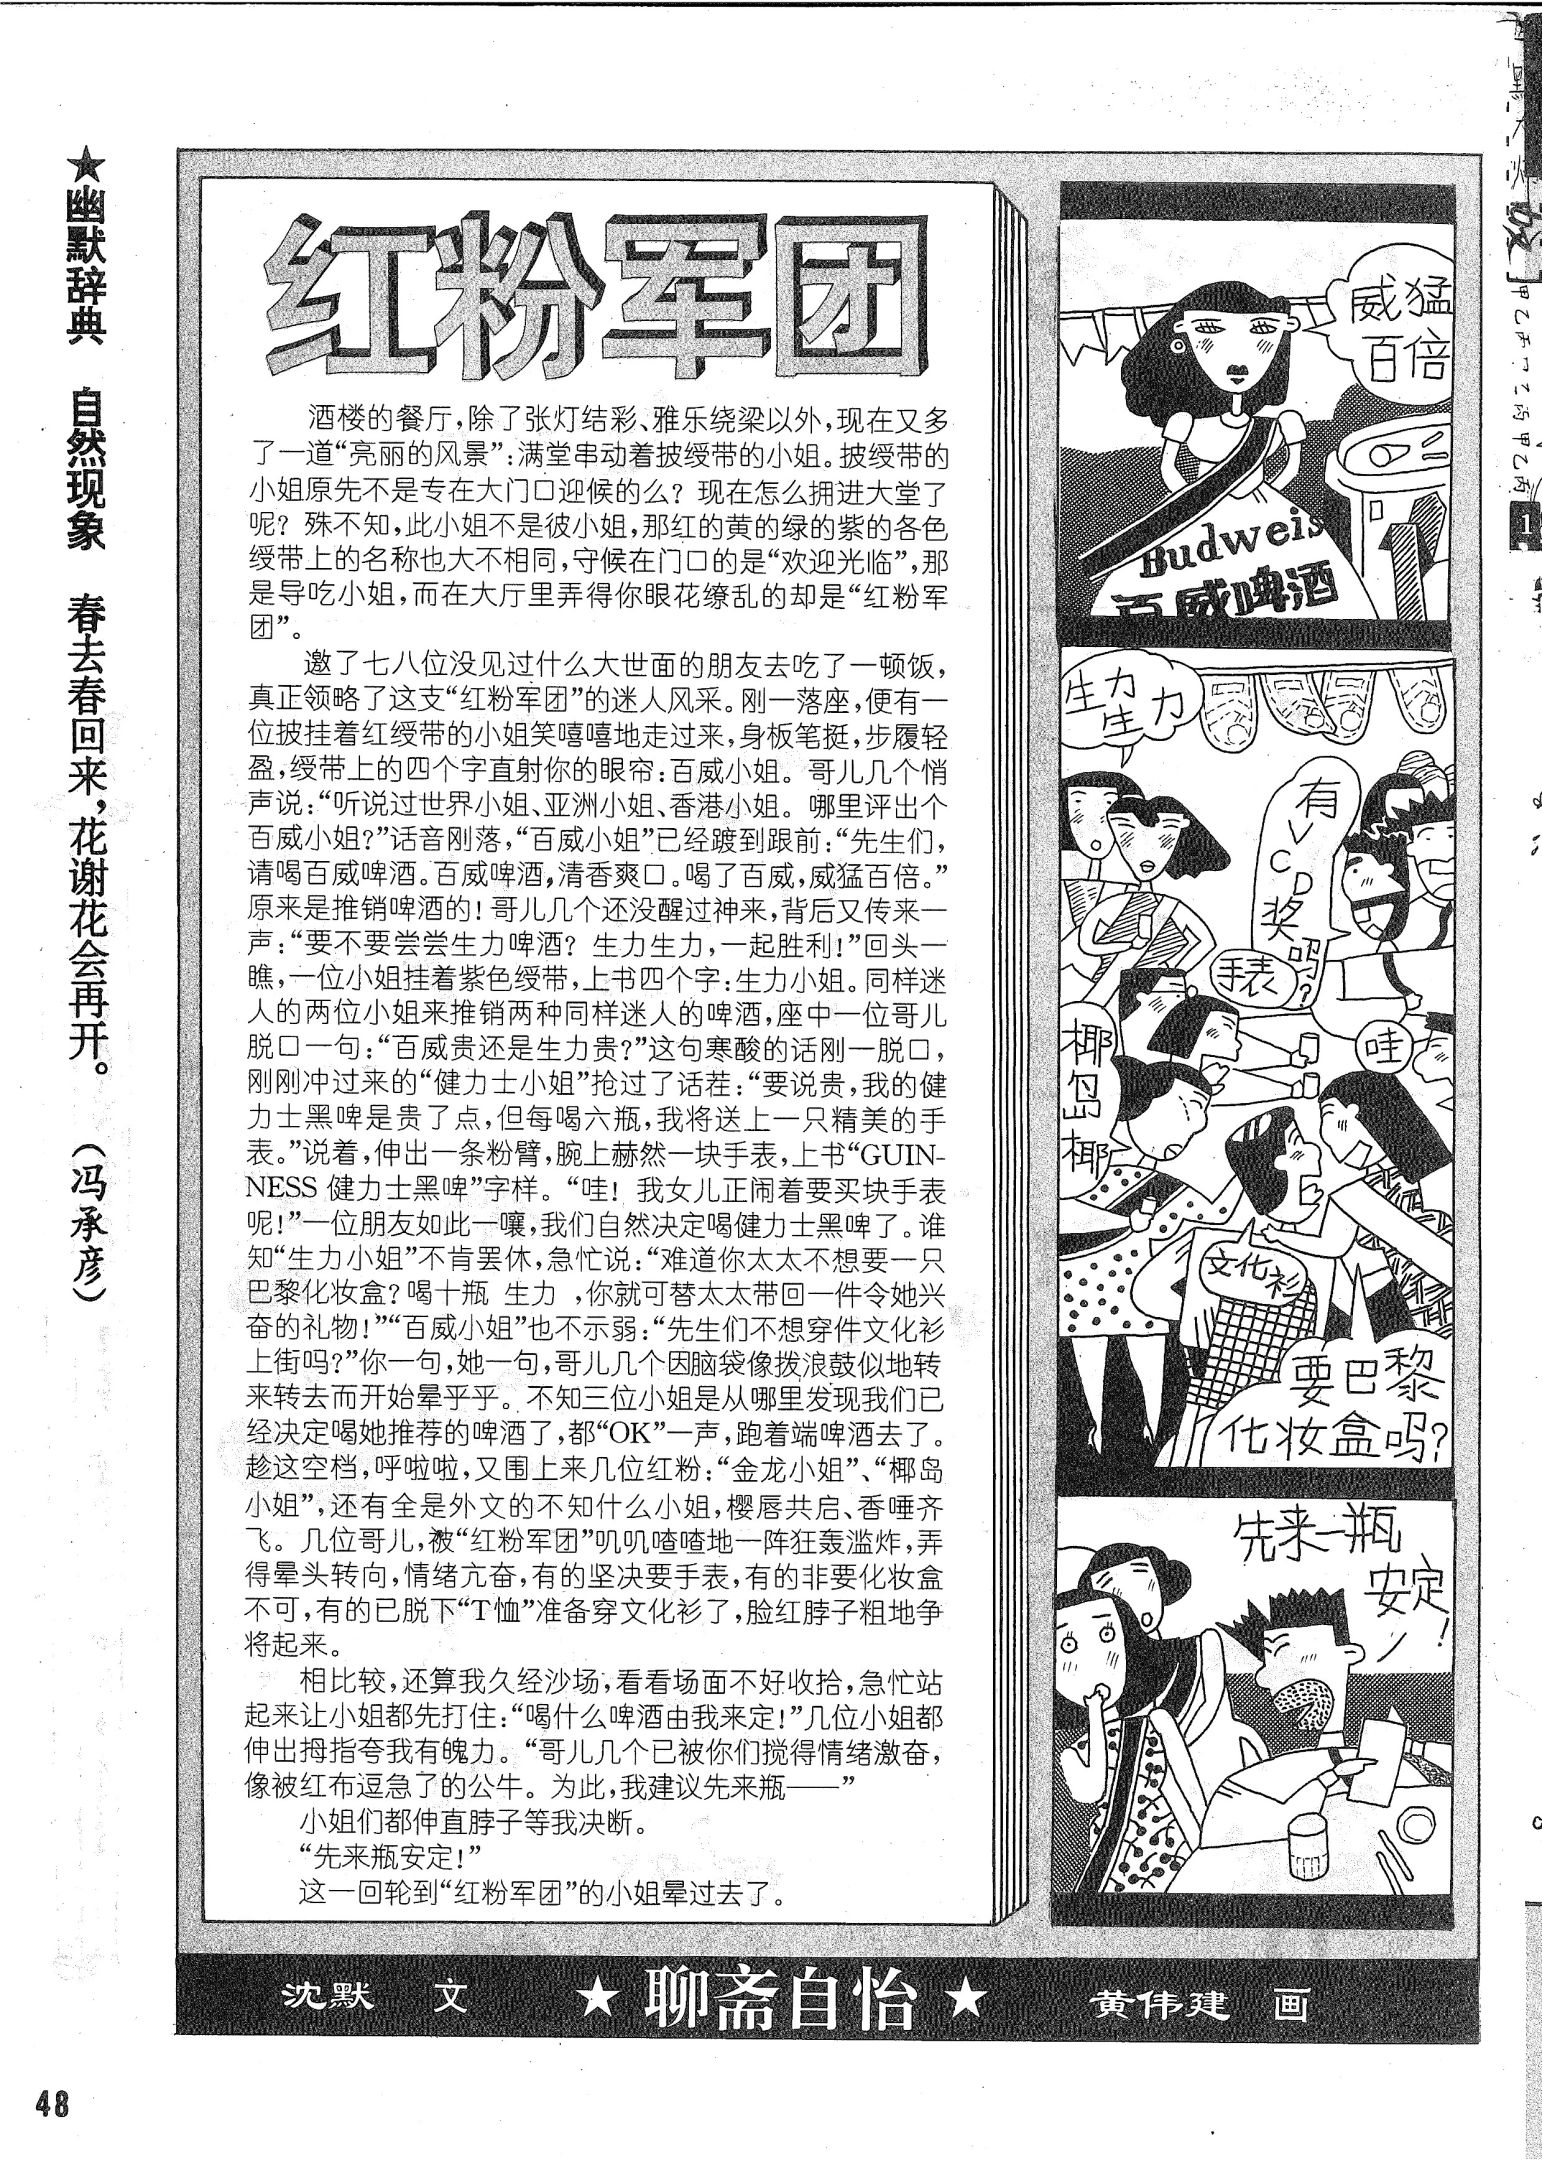 ★幽默辞典 自然现象 春去春回来，花谢花会再开。 （冯承彦）
红粉军团
酒楼的餐厅，除了张灯结彩、雅乐绕梁以外，现在又多
了一道“亮丽的风景”：满堂串动着披绶带的小姐。披绶带的
小姐原先不是专在大门口迎候的么？现在怎么拥进大堂了
呢？殊不知，此小姐不是彼小姐，那红的黄的绿的紫的各色
绶带上的名称也大不相同，守候在门口的是“欢迎光临”，那
是导吃小姐，而在大厅里弄得你眼花缭乱的却是“红粉军
团”。
邀了七八位没见过什么大世面的朋友去吃了一顿饭，
真正领略了这支“红粉军团”的迷人风采。刚一落座，便有一
位披挂着红绶带的小姐笑嘻嘻地走过来，身板笔挺，步履轻
盈，绶带上的四个字直射你的眼帘：百威小姐。哥儿几个悄
声说：“听说过世界小姐、亚洲小姐、香港小姐。哪里评出个
百威小姐？”话音刚落，“百威小姐”已经踱到跟前：“先生们，
请喝百威啤酒。百威啤酒，清香爽口。喝了百威，威猛百倍。”
原来是推销啤酒的！哥儿几个还没醒过神来，背后又传来一
声：“要不要尝尝生力啤酒？生力生力，一起胜利！”回头一
瞧，一位小姐挂着紫色绶带，上书四个字：生力小姐。同样迷
人的两位小姐来推销两种同样迷人的啤酒，座中一位哥儿
脱口一句：“百威贵还是生力贵？”这句寒酸的话刚一脱口，
刚刚冲过来的“健力士小姐”抢过了话茬：“要说贵，我的健
力士黑啤是贵了点，但每喝六瓶，我将送上一只精美的手
表。”说着，伸出一条粉臂，腕上赫然一块手表，上书“GUIN-
NESS 健力士黑啤”字样。“哇！我女儿正闹着要买块手表
呢！”一位朋友如此一嚷，我们自然决定喝健力士黑啤了。谁
知“生力小姐”不肯罢休，急忙说：“难道你太太不想要一只
巴黎化妆盒？喝十瓶 生力 ，你就可替太太带回一件令她兴
奋的礼物！”“百威小姐”也不示弱：“先生们不想穿件文化衫
上街吗？”你一句，她一句，哥儿几个因脑袋像拨浪鼓似地转
来转去而开始晕乎乎。不知三位小姐是从哪里发现我们已
经决定喝她推荐的啤酒了，都“OK”一声，跑着端啤酒去了。
趁这空档，呼啦啦，又围上来几位红粉：“金龙小姐”、“椰岛
小姐”，还有全是外文的不知什么小姐，樱唇共启、香唾齐
飞。几位哥儿，被“红粉军团”叽叽喳喳地一阵狂轰滥炸，弄
得晕头转向，情绪亢奋，有的坚决要手表，有的非要化妆盒
不可，有的已脱下“T恤”准备穿文化衫了，脸红脖子粗地争
将起来。
相比较，还算我久经沙场，看看场面不好收拾，急忙站
起来让小姐都先打住：“喝什么啤酒由我来定！”几位小姐都
伸出拇指夸我有魄力。“哥儿几个已被你们搅得情绪激奋，
像被红布逗急了的公牛。为此，我建议先来瓶——”
小姐们都伸直脖子等我决断。
“先来瓶安定！”
这一回轮到“红粉军团”的小姐晕过去了。
威猛
百倍
Budweis
百威啤酒
生力
生力
有VCD奖吗？
手表
椰岛椰
哇
文化衫
要巴黎
化妆盒吗？
先来一瓶
安定！
沈默 文 ★ 聊斋自怡 ★ 黄伟建 画
48